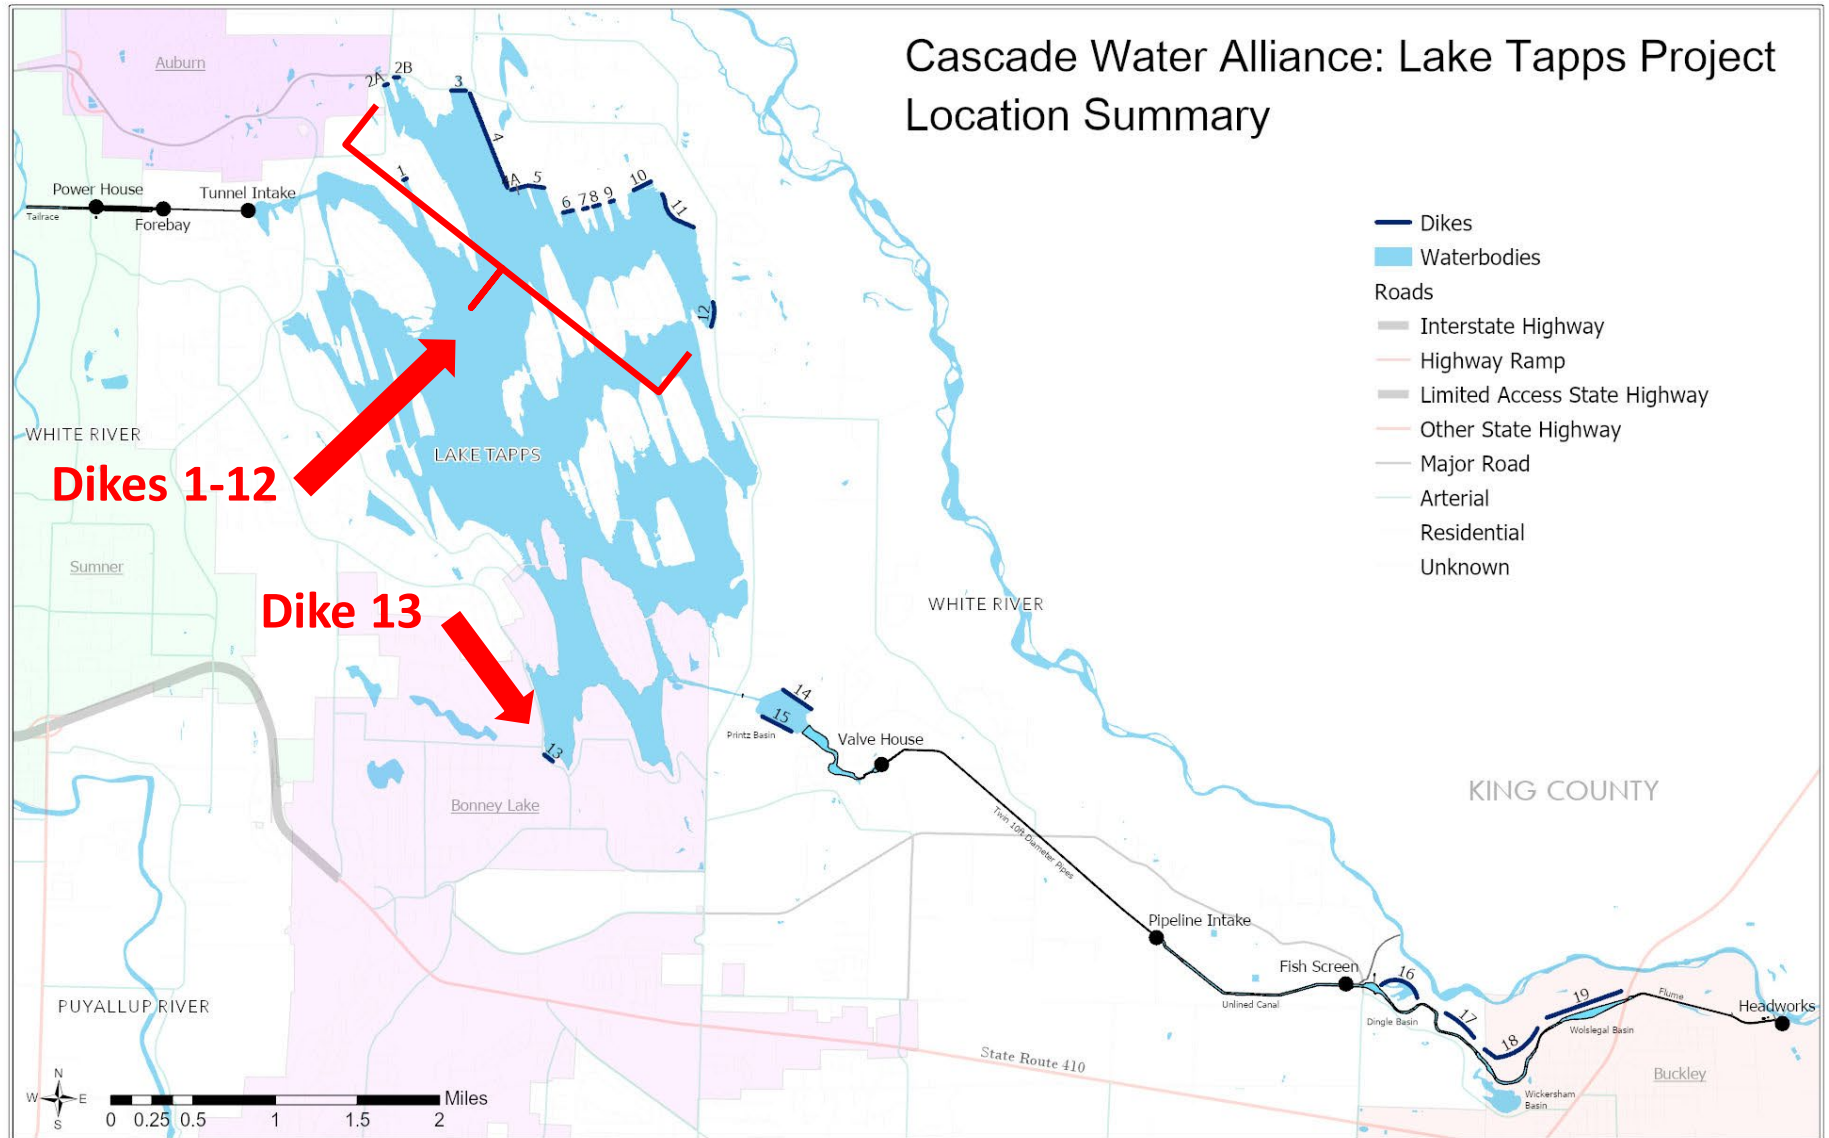 Cascade Water Alliance: Lake Tapps Project
Location Summary
Auburn
2A
2B
3
4
4A
5
6
7
8
9
10
11
12
1
Power House
Tunnel Intake
Tailrace
Forebay
Dikes
Waterbodies
Roads
Interstate Highway
Highway Ramp
Limited Access State Highway
Other State Highway
Major Road
Arterial
Residential
Unknown
WHITE RIVER
LAKE TAPPS
Dikes 1-12
Sumner
Dike 13
WHITE RIVER
14
15
Printz Basin
Valve House
13
Bonney Lake
KING COUNTY
Twin 10ft Diameter Pipes
Pipeline Intake
Fish Screen
16
Unlined Canal
Dingle Basin
17
18
19
Wolslegal Basin
Flume
Headworks
PUYALLUP RIVER
State Route 410
Buckley
Wickersham
Basin
N
W
E
S
0 0.25 0.5 1 1.5 2
Miles